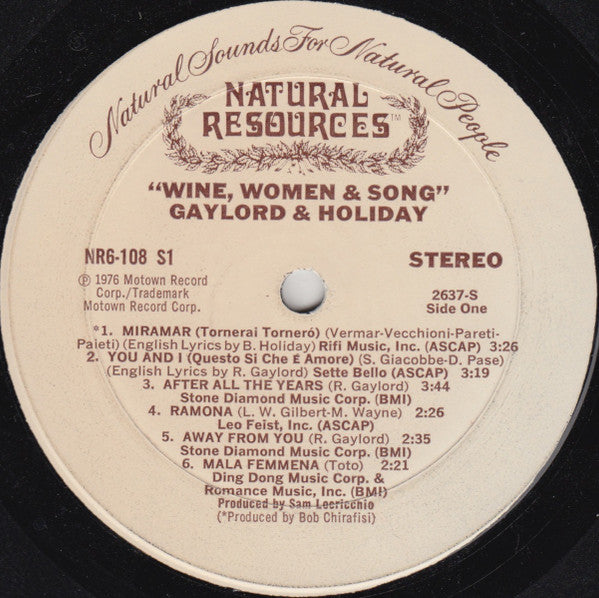 Natural Sounds For Natural People
NATURAL
RESOURCES™
"WINE, WOMEN & SONG"
GAYLORD & HOLIDAY
NR6-108 S1
STEREO
℗ 1976 Motown Record
Corp./Trademark
Motown Record Corp.
2637-S
Side One
*1. MIRAMAR (Tornerai Torneró) (Vermar-Vecchioni-Pareti-
Paieti) (English Lyrics by B. Holiday) Rifi Music, Inc. (ASCAP) 3:26
2. YOU AND I (Questo Si Che É Amore) (S. Giacobbe-D. Pase)
(English Lyrics by R. Gaylord) Sette Bello (ASCAP) 3:19
3. AFTER ALL THE YEARS (R. Gaylord) 3:44
Stone Diamond Music Corp. (BMI)
4. RAMONA (L. W. Gilbert-M. Wayne) 2:26
Leo Feist, Inc. (ASCAP)
5. AWAY FROM YOU (R. Gaylord) 2:35
Stone Diamond Music Corp. (BMI)
6. MALA FEMMENA (Toto) 2:21
Ding Dong Music Corp. &
Romance Music, Inc. (BMI)
Produced by Sam Locricchio
(*Produced by Bob Chirafisi)